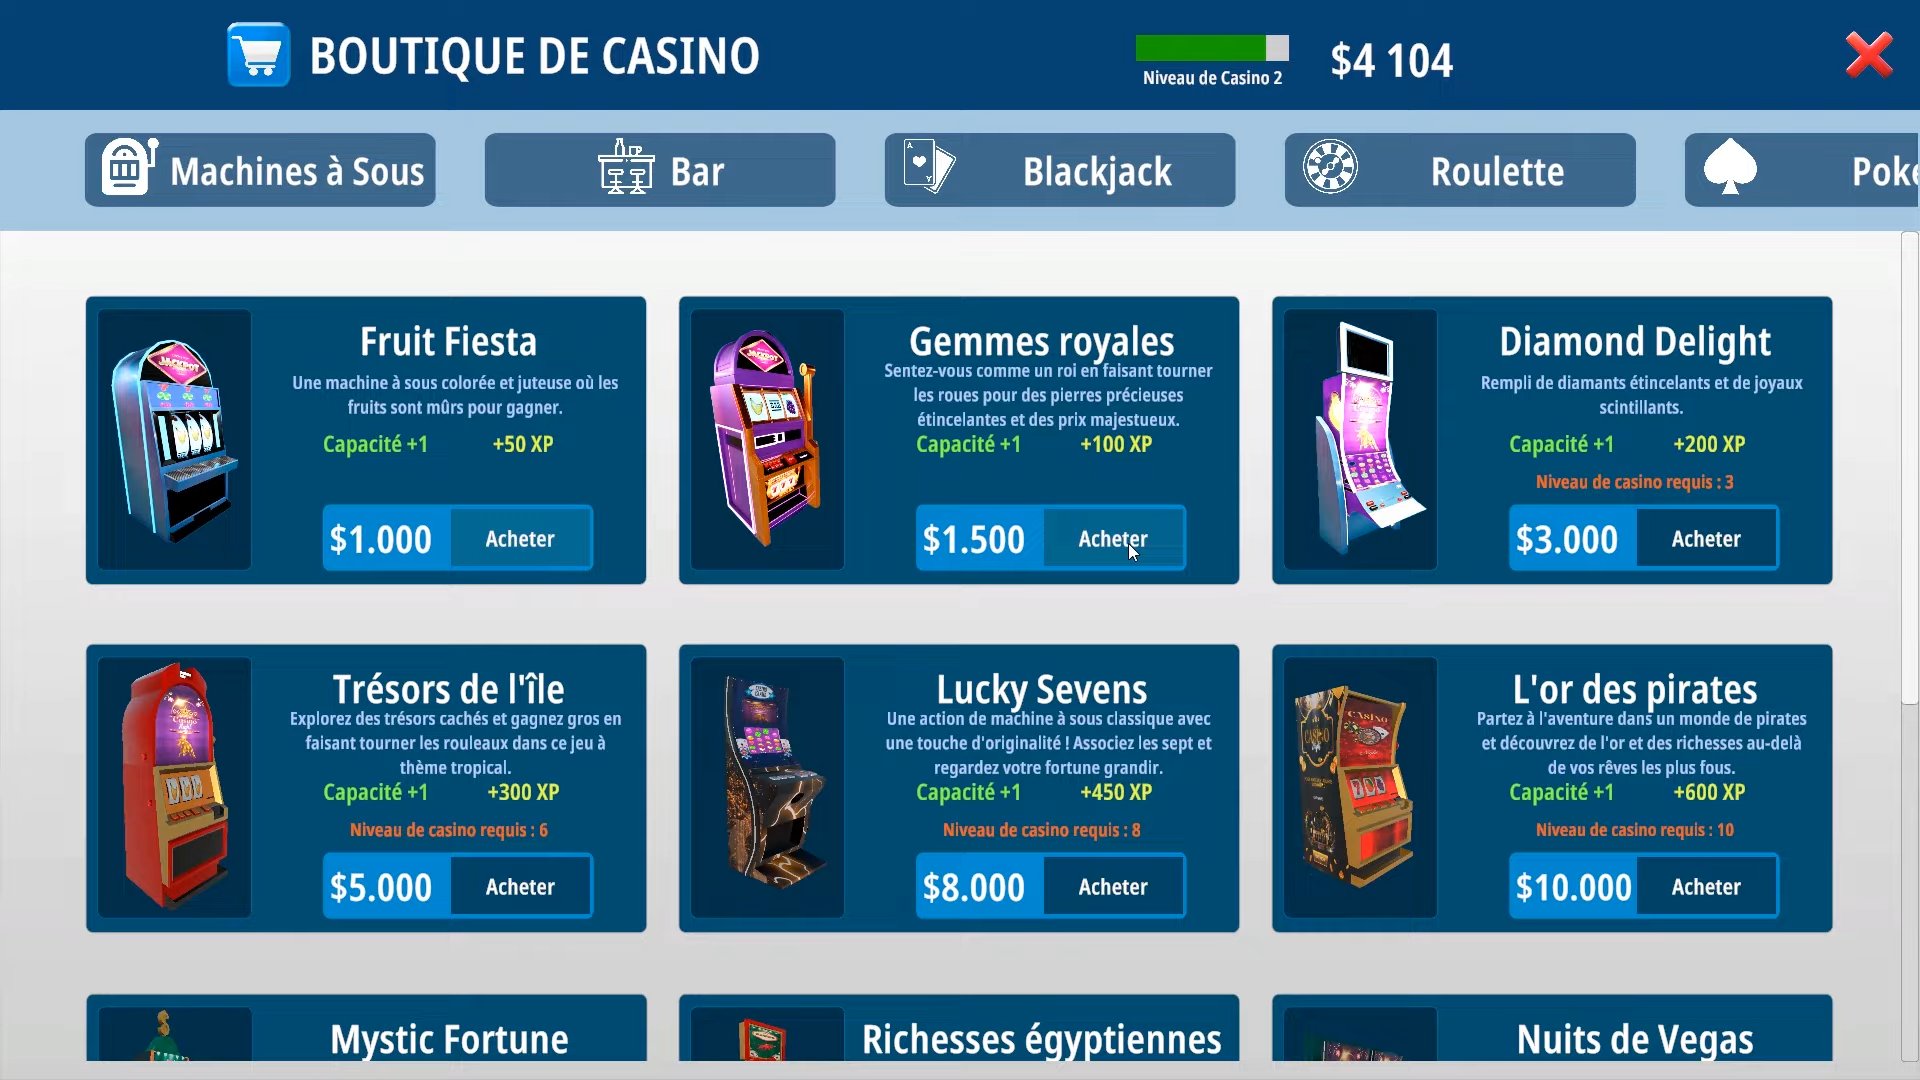 BOUTIQUE DE CASINO
Niveau de Casino 2
$4 104
Machines à Sous
Bar
Blackjack
Roulette
Poke
Fruit Fiesta
Une machine à sous colorée et juteuse où les
fruits sont mûrs pour gagner.
Capacité +1 +50 XP
$1.000 Acheter
Gemmes royales
Sentez-vous comme un roi en faisant tourner
les roues pour des pierres précieuses
étincelantes et des prix majestueux.
Capacité +1 +100 XP
$1.500 Acheter
Diamond Delight
Rempli de diamants étincelants et de joyaux
scintillants.
Capacité +1 +200 XP
Niveau de casino requis : 3
$3.000 Acheter
Trésors de l'île
Explorez des trésors cachés et gagnez gros en
faisant tourner les rouleaux dans ce jeu à
thème tropical.
Capacité +1 +300 XP
Niveau de casino requis : 6
$5.000 Acheter
Lucky Sevens
Une action de machine à sous classique avec
une touche d'originalité ! Associez les sept et
regardez votre fortune grandir.
Capacité +1 +450 XP
Niveau de casino requis : 8
$8.000 Acheter
L'or des pirates
Partez à l'aventure dans un monde de pirates
et découvrez de l'or et des richesses au-delà
de vos rêves les plus fous.
Capacité +1 +600 XP
Niveau de casino requis : 10
$10.000 Acheter
Mystic Fortune
Richesses égyptiennes
Nuits de Vegas
JACKPOT
JACKPOT
CASINO